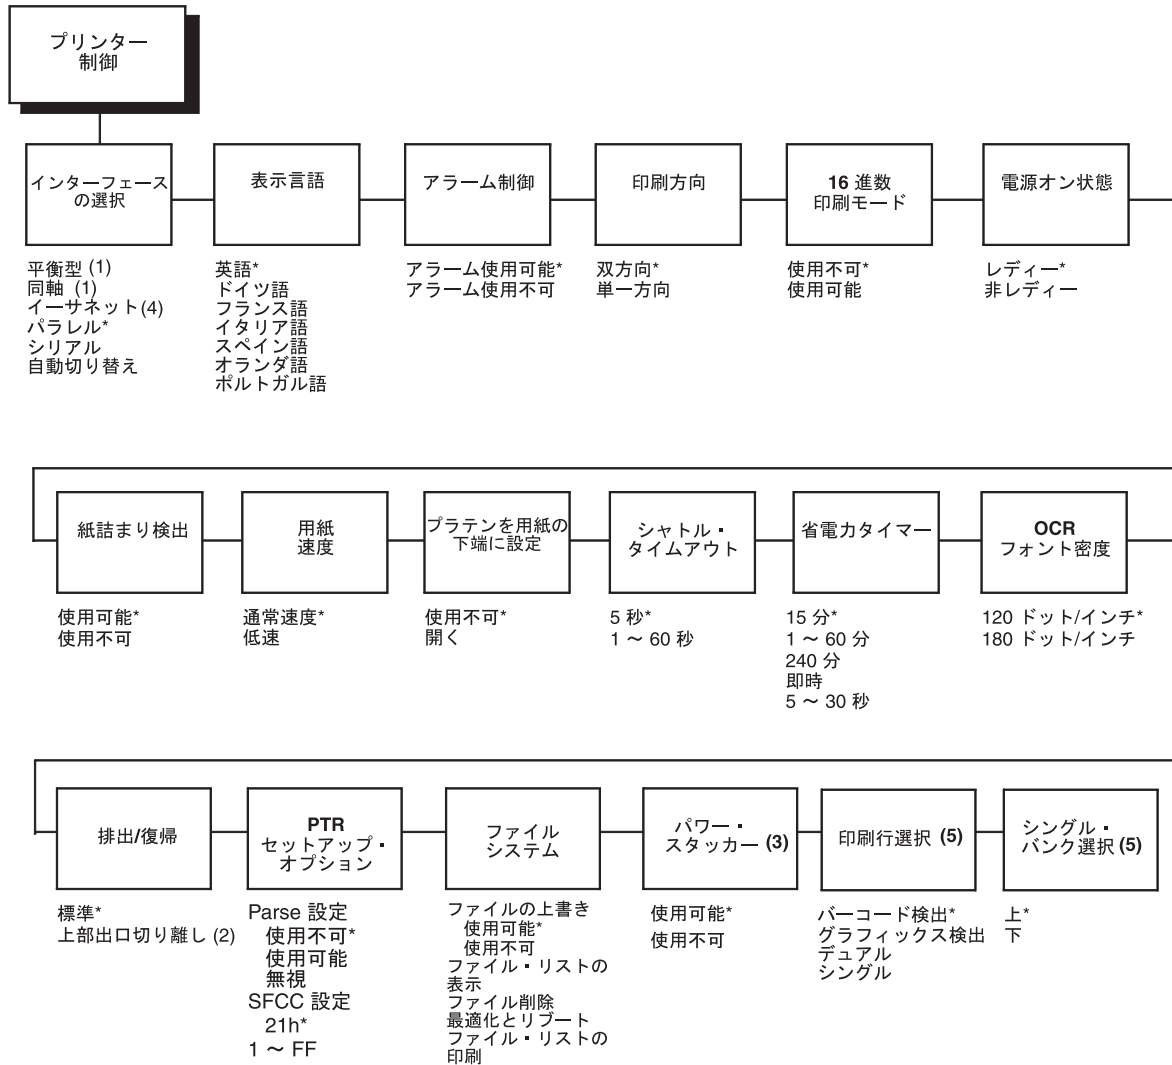 プリンター
制御
インターフェース
の選択
平衡型 (1)
同軸 (1)
イーサネット(4)
パラレル*
シリアル
自動切り替え
表示言語
英語*
ドイツ語
フランス語
イタリア語
スペイン語
オランダ語
ポルトガル語
アラーム制御
アラーム使用可能*
アラーム使用不可
印刷方向
双方向*
単一方向
16 進数
印刷モード
使用不可*
使用可能
電源オン状態
レディー*
非レディー
紙詰まり検出
使用可能*
使用不可
用紙
速度
通常速度*
低速
プラテンを用紙の
下端に設定
使用不可*
開く
シャトル・
タイムアウト
5 秒*
1 ～ 60 秒
省電力タイマー
15 分*
1 ～ 60 分
240 分
即時
5 ～ 30 秒
OCR
フォント密度
120 ドット/インチ*
180 ドット/インチ
排出/復帰
標準*
上部出口切り離し (2)
PTR
セットアップ・
オプション
Parse 設定
使用不可*
使用可能
無視
SFCC 設定
21h*
1 ～ FF
ファイル
システム
ファイルの上書き
使用可能*
使用不可
ファイル・リストの
表示
ファイル削除
最適化とリブート
ファイル・リストの
印刷
パワー・
スタッカー (3)
使用可能*
使用不可
印刷行選択 (5)
バーコード検出*
グラフィックス検出
デュアル
シングル
シングル・
バンク選択 (5)
上*
下